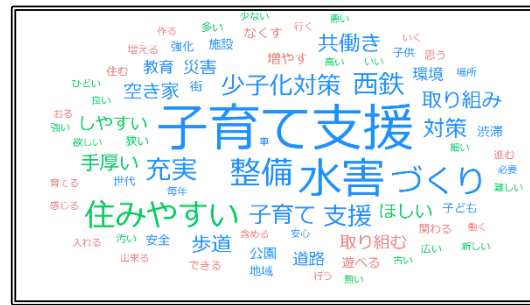 少ない 悪い
作る 多い なくす 行く
増える 強化 施設 共働き いく
教育 災害 増やす 子供 思う
ひどい 住む 街 高い いい 環境 場所
空き家 少子化対策 西鉄 取り組み
良い
おる しやすい 子育て支援 対策 渋滞
強い
欲しい 狭い 車 細い 進む
手厚い 充実 整備 水害 づくり 必要
育てる 世代 毎年 難しい
住みやすい 子育て 支援 ほしい 子ども
感じる 関わる 働く
汚い 安全 歩道 含める 安心 取り組む 広い 新しい
入れる 公園 道路 遊べる 古い
出来る できる 地域 行う 無い